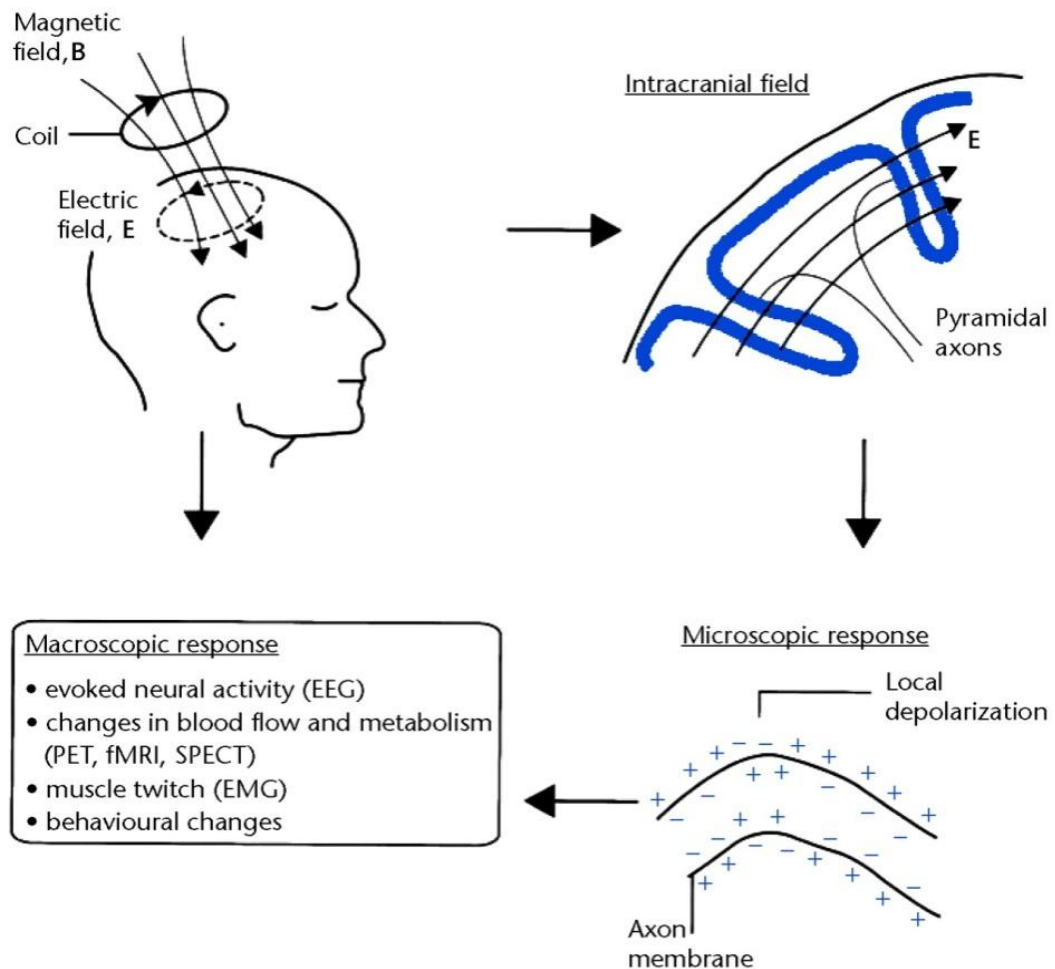 Magnetic
field, B
Coil
Electric
field, E
Intracranial field
E
Pyramidal
axons
Macroscopic response
• evoked neural activity (EEG)
• changes in blood flow and metabolism
(PET, fMRI, SPECT)
• muscle twitch (EMG)
• behavioural changes
Microscopic response
Local
depolarization
Axon
membrane